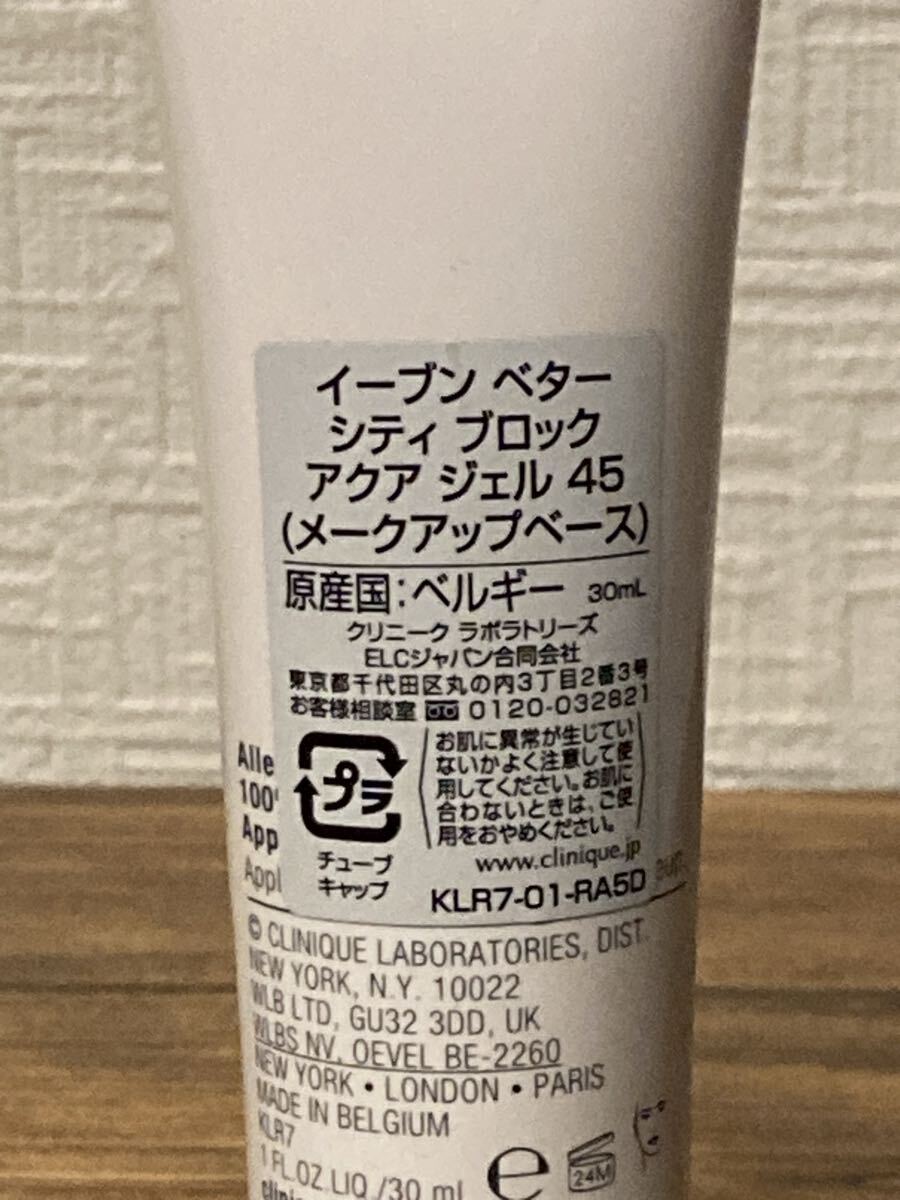 イーブン ベター
シティ ブロック
アクア ジェル 45
(メークアップベース)
原産国:ベルギー 30mL
クリニーク ラボラトリーズ
ELCジャパン合同会社
東京都千代田区丸の内3丁目2番3号
お客様相談室 0120-032821
お肌に異常が生じてい
ないかよく注意して使
用してください。お肌に
合わないときは、ご使
用をおやめください。
プラ
チューブ
キャップ
www.clinique.jp
KLR7-01-RA5D
Alle
100
App
Appl
© CLINIQUE LABORATORIES, DIST.
NEW YORK, N.Y. 10022
WLB LTD, GU32 3DD, UK
WLBS NV, OEVEL BE-2260
NEW YORK • LONDON • PARIS
MADE IN BELGIUM
KLR7
1 FL.OZ.LIQ./30 ml
e
24M